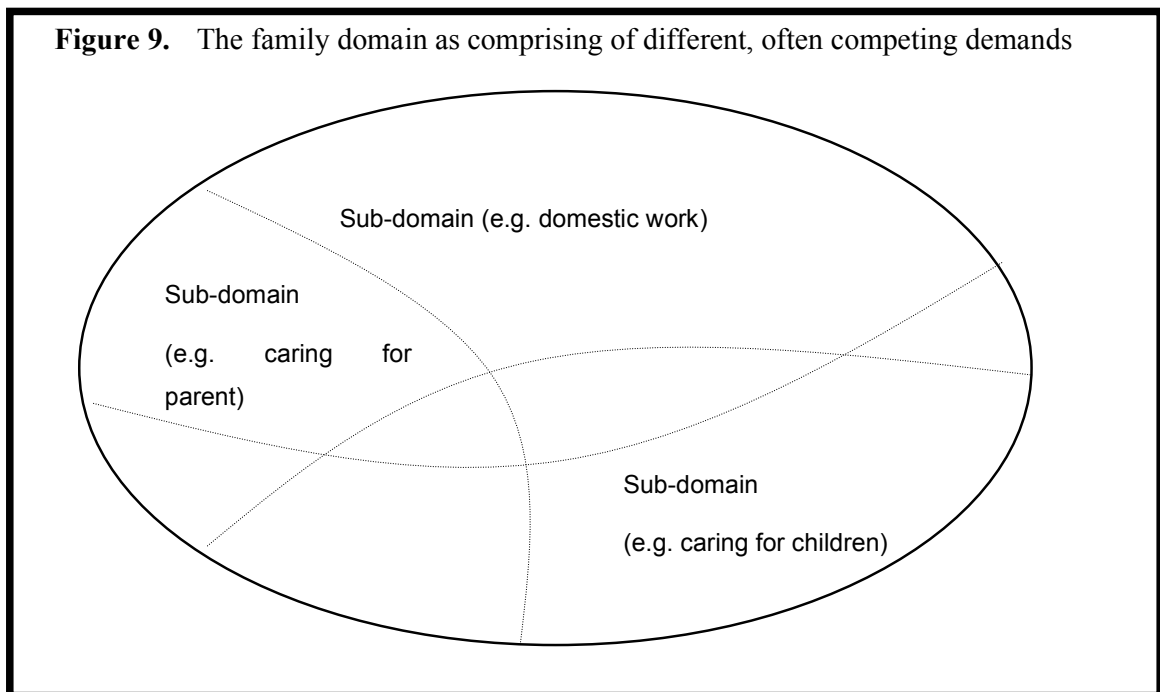 Figure 9. The family domain as comprising of different, often competing demands
Sub-domain (e.g. domestic work)
Sub-domain
(e.g. caring for
parent)
Sub-domain
(e.g. caring for children)